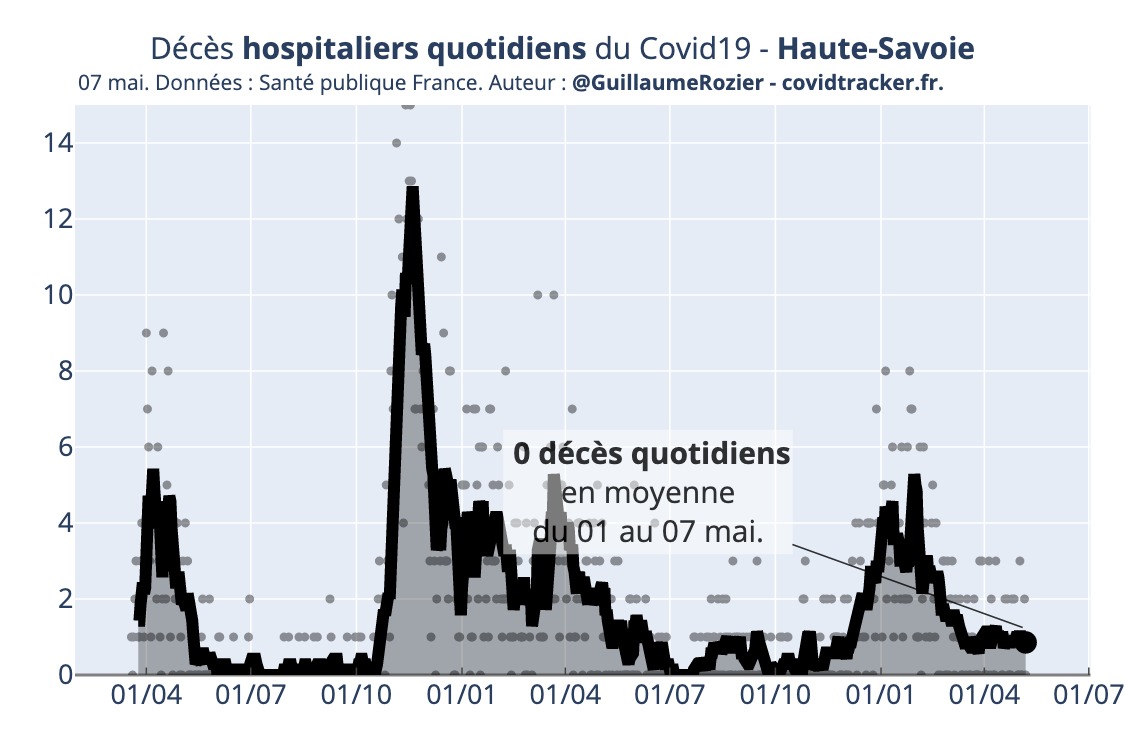 Décès hospitaliers quotidiens du Covid19 - Haute-Savoie
07 mai. Données : Santé publique France. Auteur : @GuillaumeRozier - covidtracker.fr.
14
12
10
8
6
4
2
0
0 décès quotidiens
en moyenne
du 01 au 07 mai.
01/04 01/07 01/10 01/01 01/04 01/07 01/10 01/01 01/04 01/07